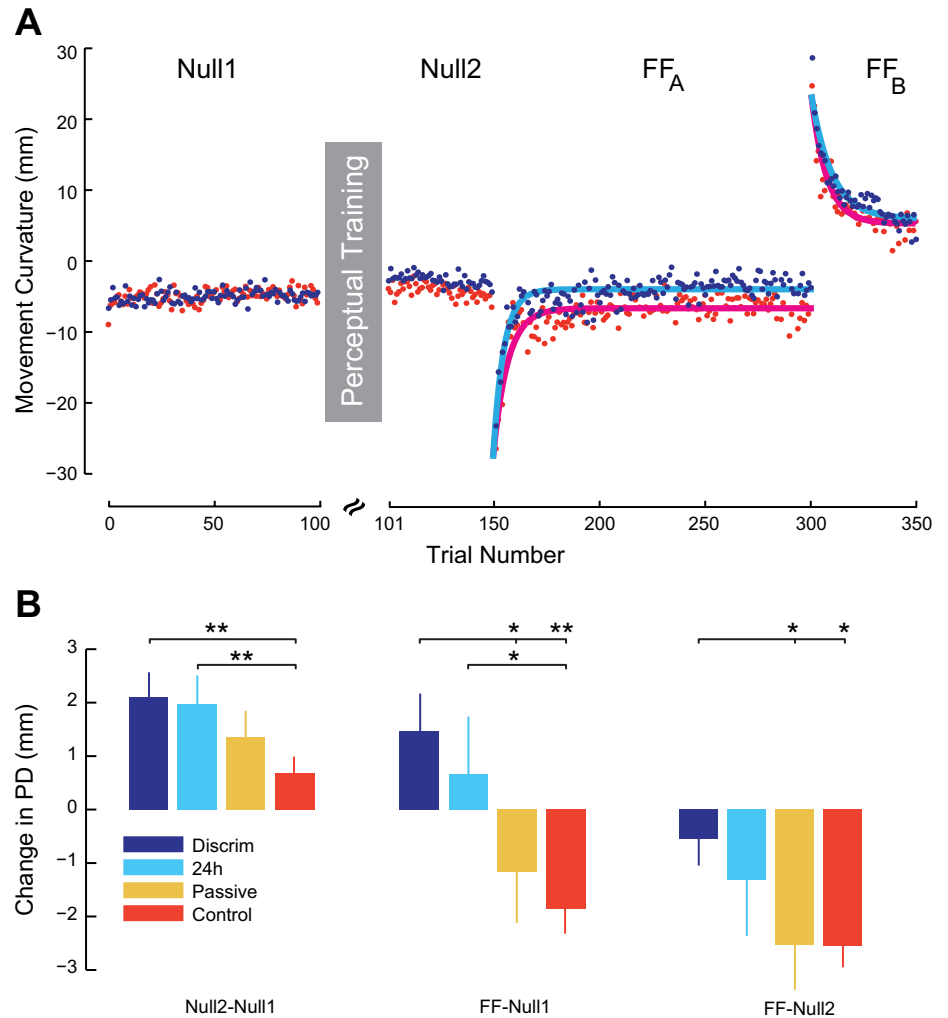 A
Null1 Null2 FFA FFB
Movement Curvature (mm)
30
20
10
0
−10
−20
−30
Perceptual Training
0 50 100 101 150 200 250 300 350
Trial Number
B
Change in PD (mm)
3
2
1
0
−1
−2
−3
** * ** * *
** *
Discrim
24h
Passive
Control
Null2-Null1 FF-Null1 FF-Null2